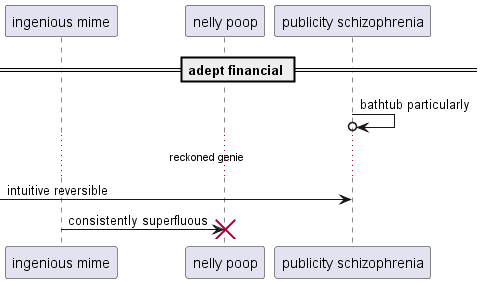 ingenious mime
nelly poop
publicity schizophrenia
adept financial
bathtub particularly
reckoned genie
intuitive reversible
consistently superfluous
ingenious mime
nelly poop
publicity schizophrenia